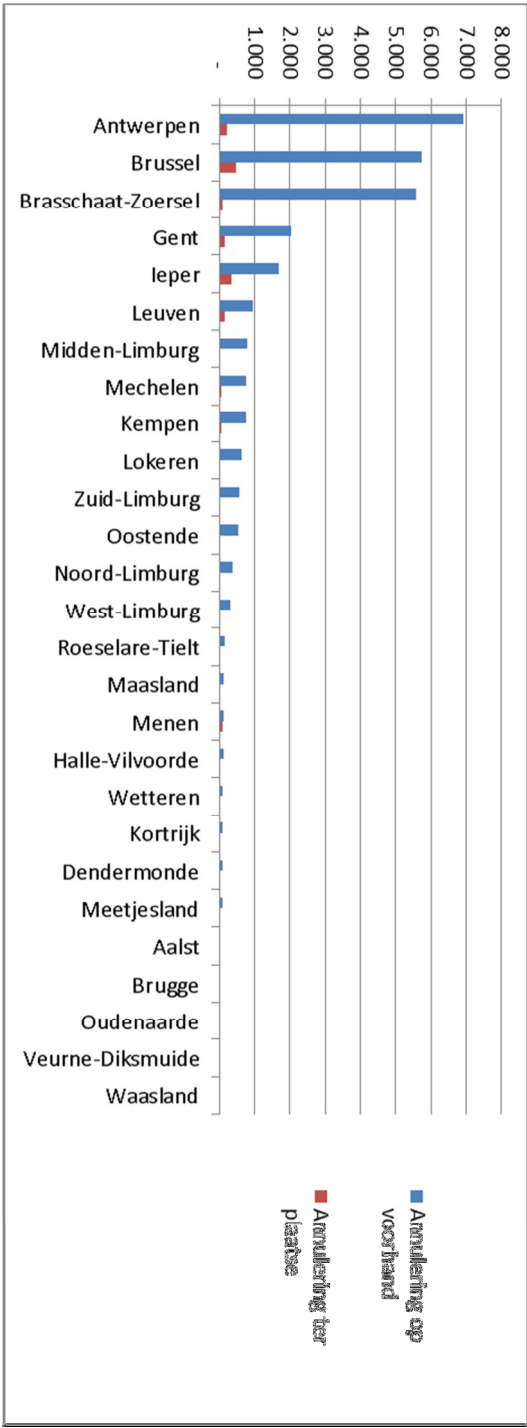 8.000
7.000
6.000
5.000
4.000
3.000
2.000
1.000
-
Antwerpen
Brussel
Brasschaat-Zoersel
Gent
Ieper
Leuven
Midden-Limburg
Mechelen
Kempen
Lokeren
Zuid-Limburg
Oostende
Noord-Limburg
West-Limburg
Roeselare-Tielt
Maasland
Menen
Halle-Vilvoorde
Wetteren
Kortrijk
Dendermonde
Meetjesland
Aalst
Brugge
Oudenaarde
Veurne-Diksmuide
Waasland
Annulering op
voorhand
Annulering ter
plaatse